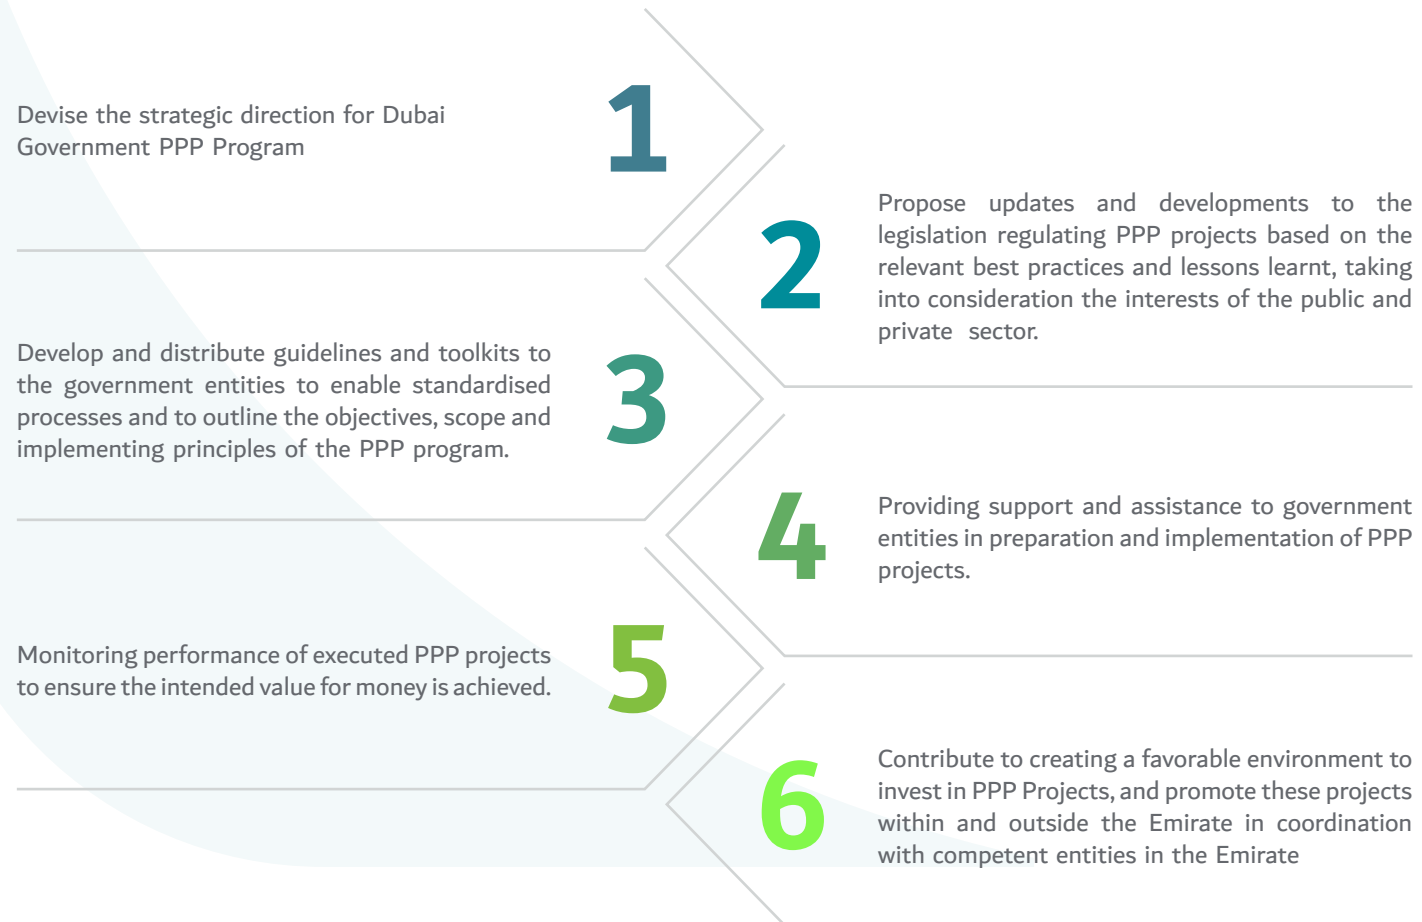 1
Devise the strategic direction for Dubai
Government PPP Program
2
Propose updates and developments to the
legislation regulating PPP projects based on the
relevant best practices and lessons learnt, taking
into consideration the interests of the public and
private sector.
3
Develop and distribute guidelines and toolkits to
the government entities to enable standardised
processes and to outline the objectives, scope and
implementing principles of the PPP program.
4
Providing support and assistance to government
entities in preparation and implementation of PPP
projects.
5
Monitoring performance of executed PPP projects
to ensure the intended value for money is achieved.
6
Contribute to creating a favorable environment to
invest in PPP Projects, and promote these projects
within and outside the Emirate in coordination
with competent entities in the Emirate